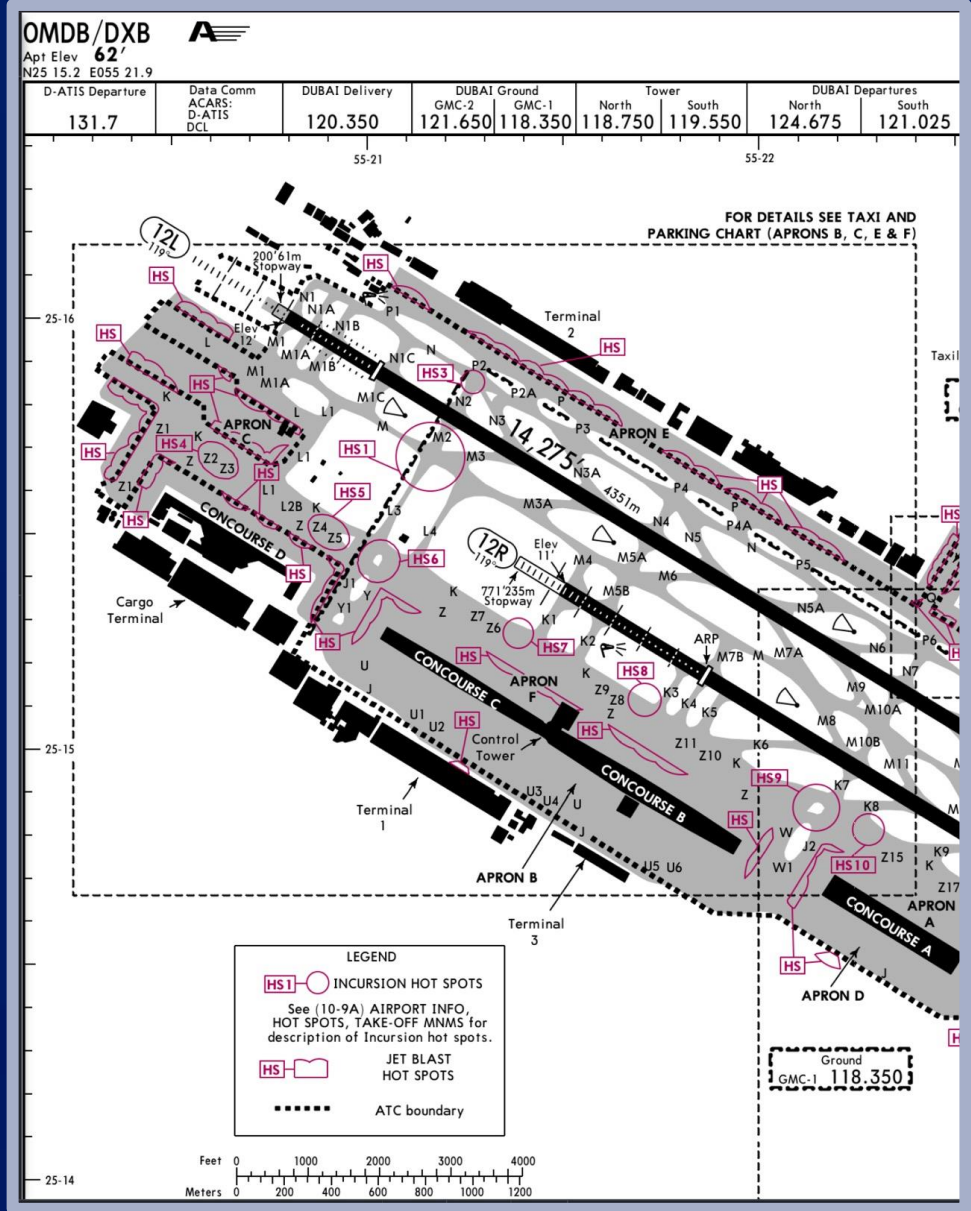 OMDB/DXB
Apt Elev 62'
N25 15.2 E055 21.9
D-ATIS Departure
131.7
Data Comm
ACARS:
D-ATIS
DCL
DUBAI Delivery
120.350
DUBAI Ground
GMC-2 GMC-1
121.650 118.350
Tower
North South
118.750 119.550
DUBAI Departures
North South
124.675 121.025
55-21
55-22
FOR DETAILS SEE TAXI AND
PARKING CHART (APRONS B, C, E & F)
12L
119°
200'61m
Stopway
HS
HS
N1
N1A
P1
25-16
Elev
12'
N1B
Terminal
2
HS
L
M1
M1A
M1B
N1C
N
HS
Taxil
M1
M1A
HS3
P2
P2A
HS
M1C
N2
P
K
L
L1
M
N3
P3
APRON E
14,275'
APRON
C
Z1
HS4
K
HS1
M2
M3
HS
Z
Z2
Z3
HS
L1
N3A
4351m
P4
HS
Z1
L1
HS5
M3A
P
P4A
HS
HS
L2B
K
L3
N4
N5
N
CONCOURSE D
Z
Z4
Z5
L4
12R
119°
Elev
11'
M4
M5A
P5
HS
HS6
771'235m
Stopway
M5B
M6
Cargo
Terminal
J1
Y
Y1
K
Z
Z7
Z6
K1
N5A
Q
P6
HS
HS
HS7
K2
ARP
M7B
M
M7A
N6
N7
HS
U
J
CONCOURSE C
APRON
F
K
HS8
Z9
Z8
Z
K3
K4
K5
M9
M10A
M8
U1
U2
HS
HS
25-15
Control
Tower
Z11
Z10
K6
K
M10B
M11
CONCOURSE B
HS9
K7
M
Terminal
1
U3
U4
U
J
Z
HS
W
K8
J2
W1
HS10
Z15
K9
K
APRON B
U5
U6
Z17
CONCOURSE A
APRON
A
Terminal
3
HS
J
APRON D
LEGEND
HS1 INCURSION HOT SPOTS
See (10-9A) AIRPORT INFO,
HOT SPOTS, TAKE-OFF MNMS for
description of Incursion hot spots.
HS JET BLAST
HOT SPOTS
ATC boundary
H
Ground
GMC-1 118.350
Feet 0 1000 2000 3000 4000
Meters 0 200 400 600 800 1000 1200
25-14